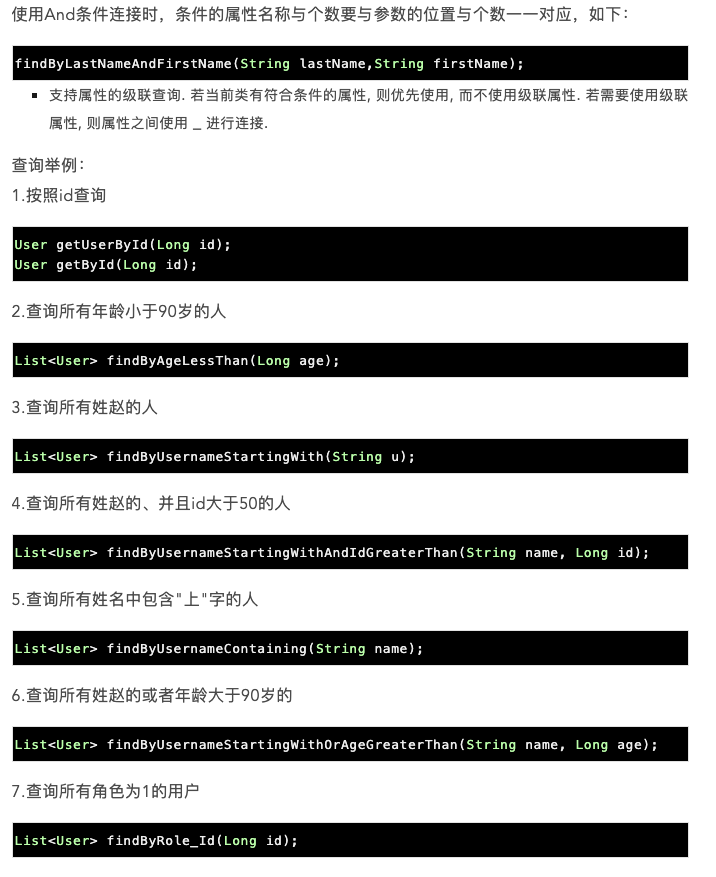 使用And条件连接时，条件的属性名称与个数要与参数的位置与个数一一对应，如下：
findByLastNameAndFirstName(String lastName,String firstName);
▪ 支持属性的级联查询. 若当前类有符合条件的属性, 则优先使用, 而不使用级联属性. 若需要使用级联
属性, 则属性之间使用 _ 进行连接.
查询举例：
1.按照id查询
User getUserById(Long id);
User getById(Long id);
2.查询所有年龄小于90岁的人
List<User> findByAgeLessThan(Long age);
3.查询所有姓赵的人
List<User> findByUsernameStartingWith(String u);
4.查询所有姓赵的、并且id大于50的人
List<User> findByUsernameStartingWithAndIdGreaterThan(String name, Long id);
5.查询所有姓名中包含"上"字的人
List<User> findByUsernameContaining(String name);
6.查询所有姓赵的或者年龄大于90岁的
List<User> findByUsernameStartingWithOrAgeGreaterThan(String name, Long age);
7.查询所有角色为1的用户
List<User> findByRole_Id(Long id);